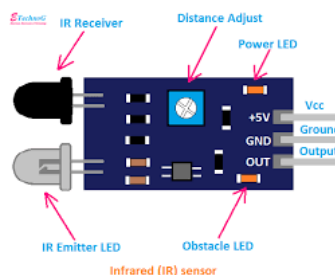 ETechnoG
IR Receiver
Distance Adjust
Power LED
+5V
Vcc
GND
Ground
OUT
Output
IR Emitter LED
Obstacle LED
Infrared (IR) sensor